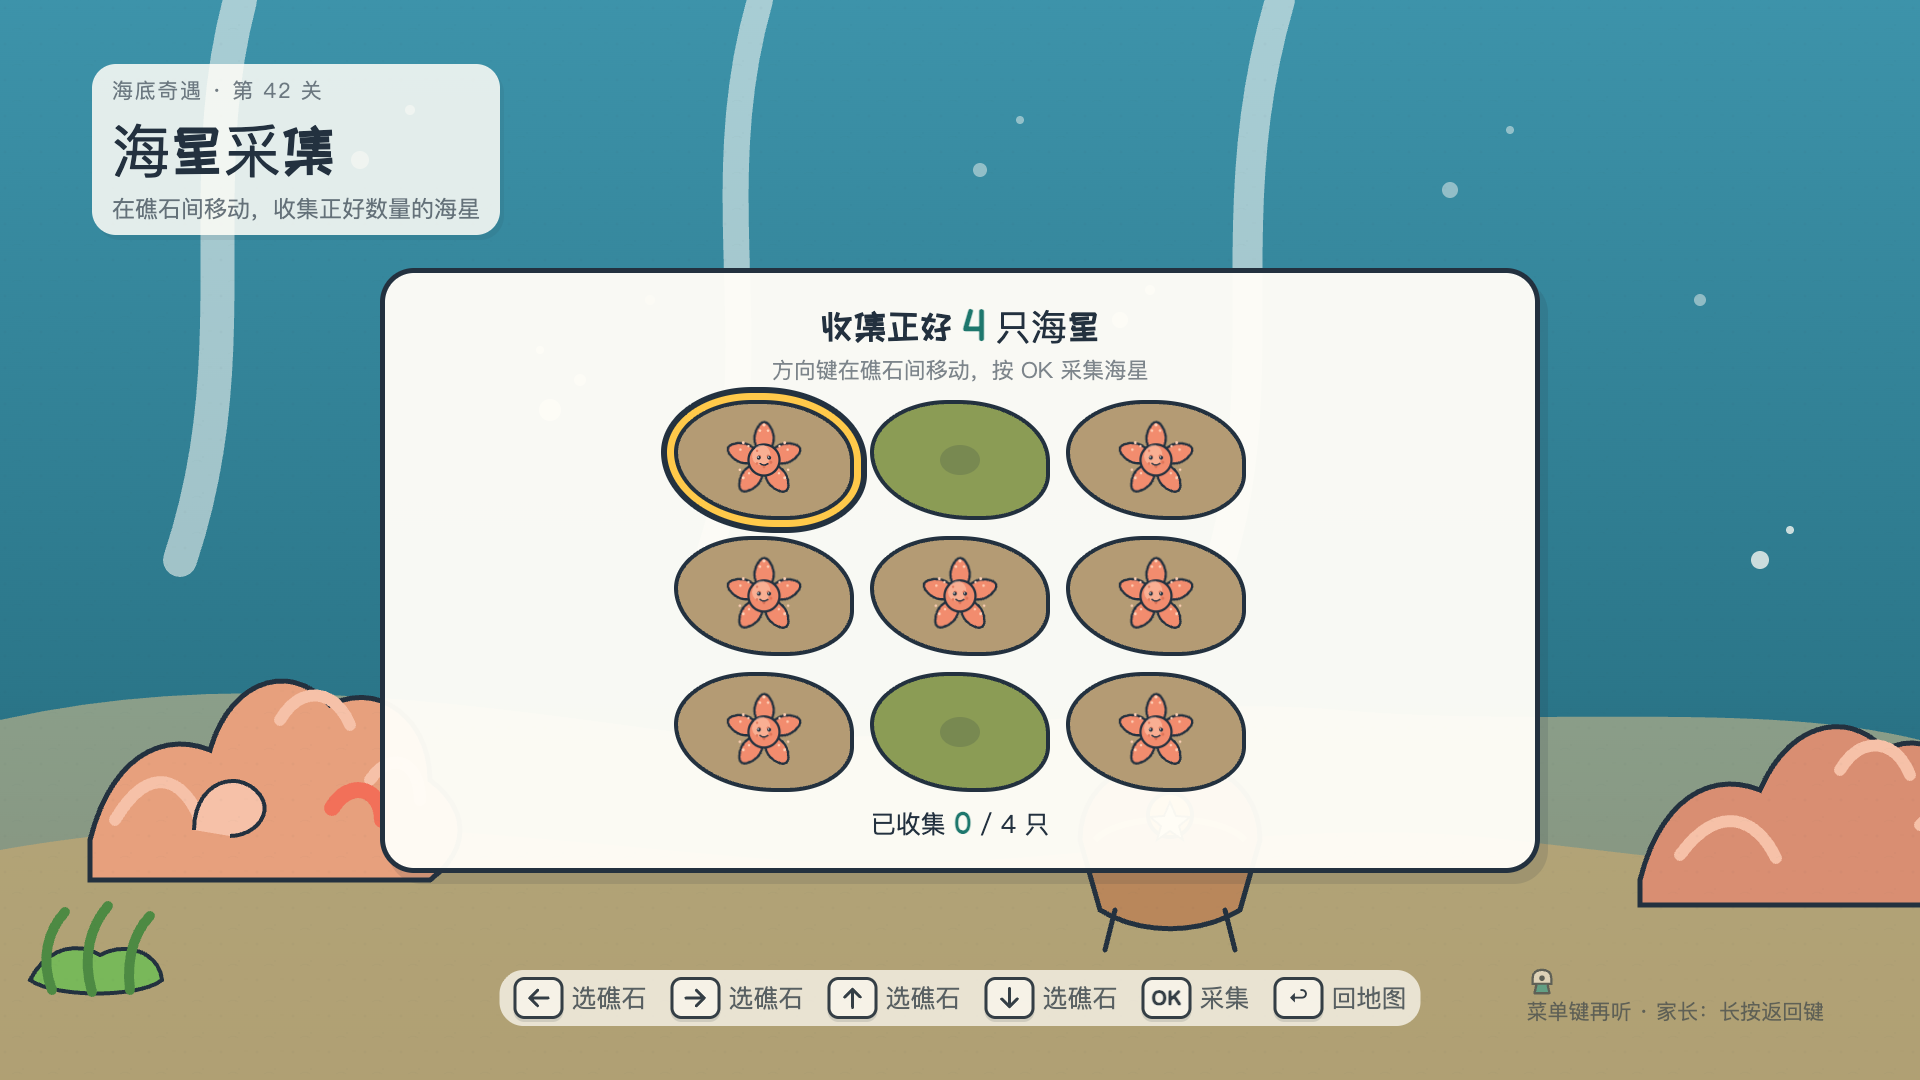 海底奇遇 · 第 42 关
海星采集
在礁石间移动，收集正好数量的海星
收集正好 4 只海星
方向键在礁石间移动，按 OK 采集海星
已收集 0 / 4 只
← 选礁石 → 选礁石 ↑ 选礁石 ↓ 选礁石 OK 采集 ↩ 回地图
菜单键再听 · 家长：长按返回键